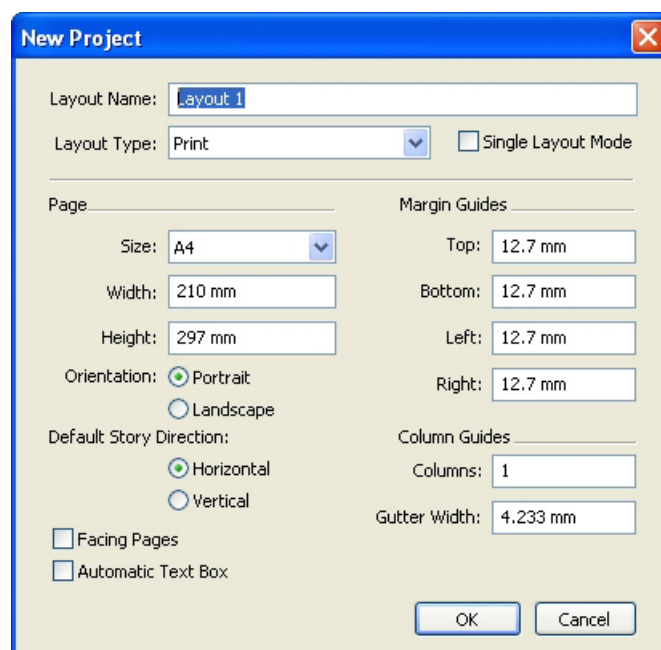 New Project
Layout Name: Layout 1
Layout Type: Print Single Layout Mode
Page
Size: A4
Width: 210 mm
Height: 297 mm
Orientation: Portrait
Landscape
Default Story Direction:
Horizontal
Vertical
Facing Pages
Automatic Text Box
Margin Guides
Top: 12.7 mm
Bottom: 12.7 mm
Left: 12.7 mm
Right: 12.7 mm
Column Guides
Columns: 1
Gutter Width: 4.233 mm
OK Cancel